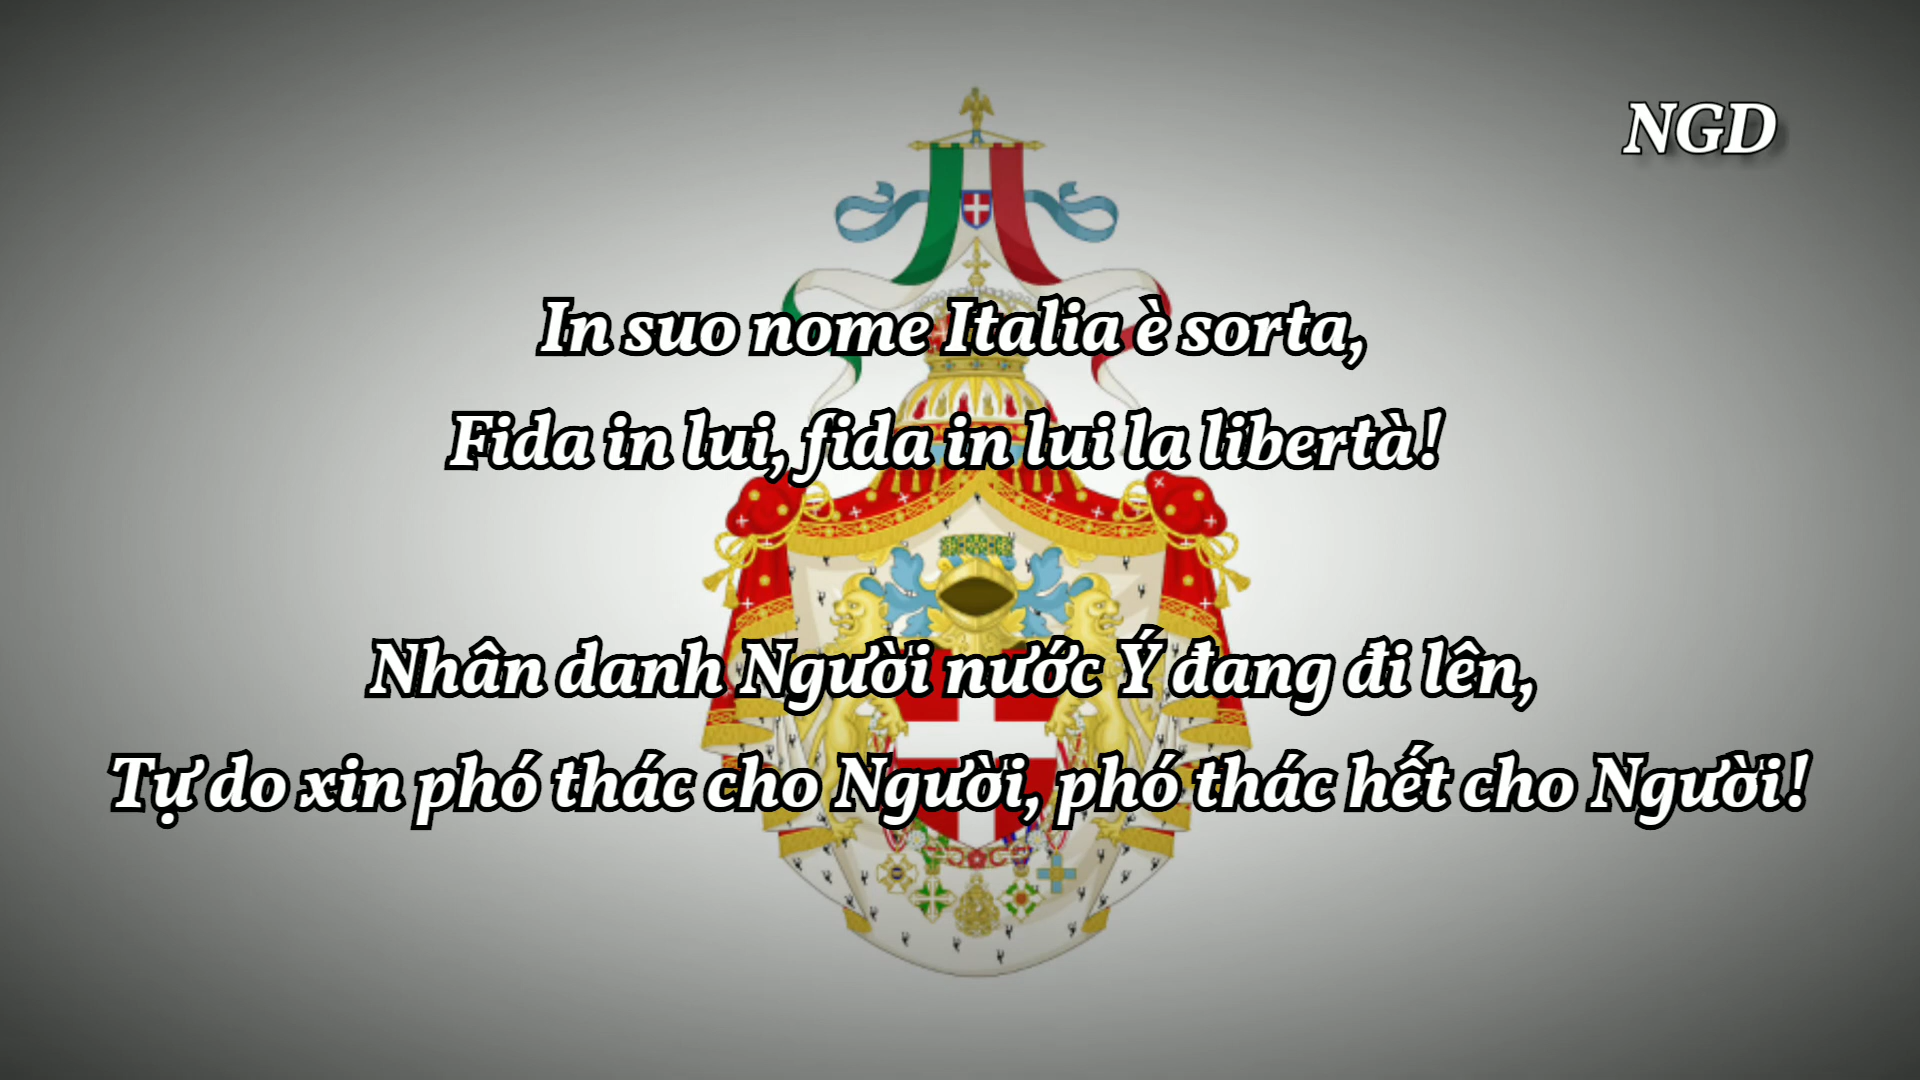 NGD
In suo nome Italia è sorta,
Fida in lui, fida in lui la libertà!
Nhân danh Người nước Ý đang đi lên,
Tự do xin phó thác cho Người, phó thác hết cho Người!